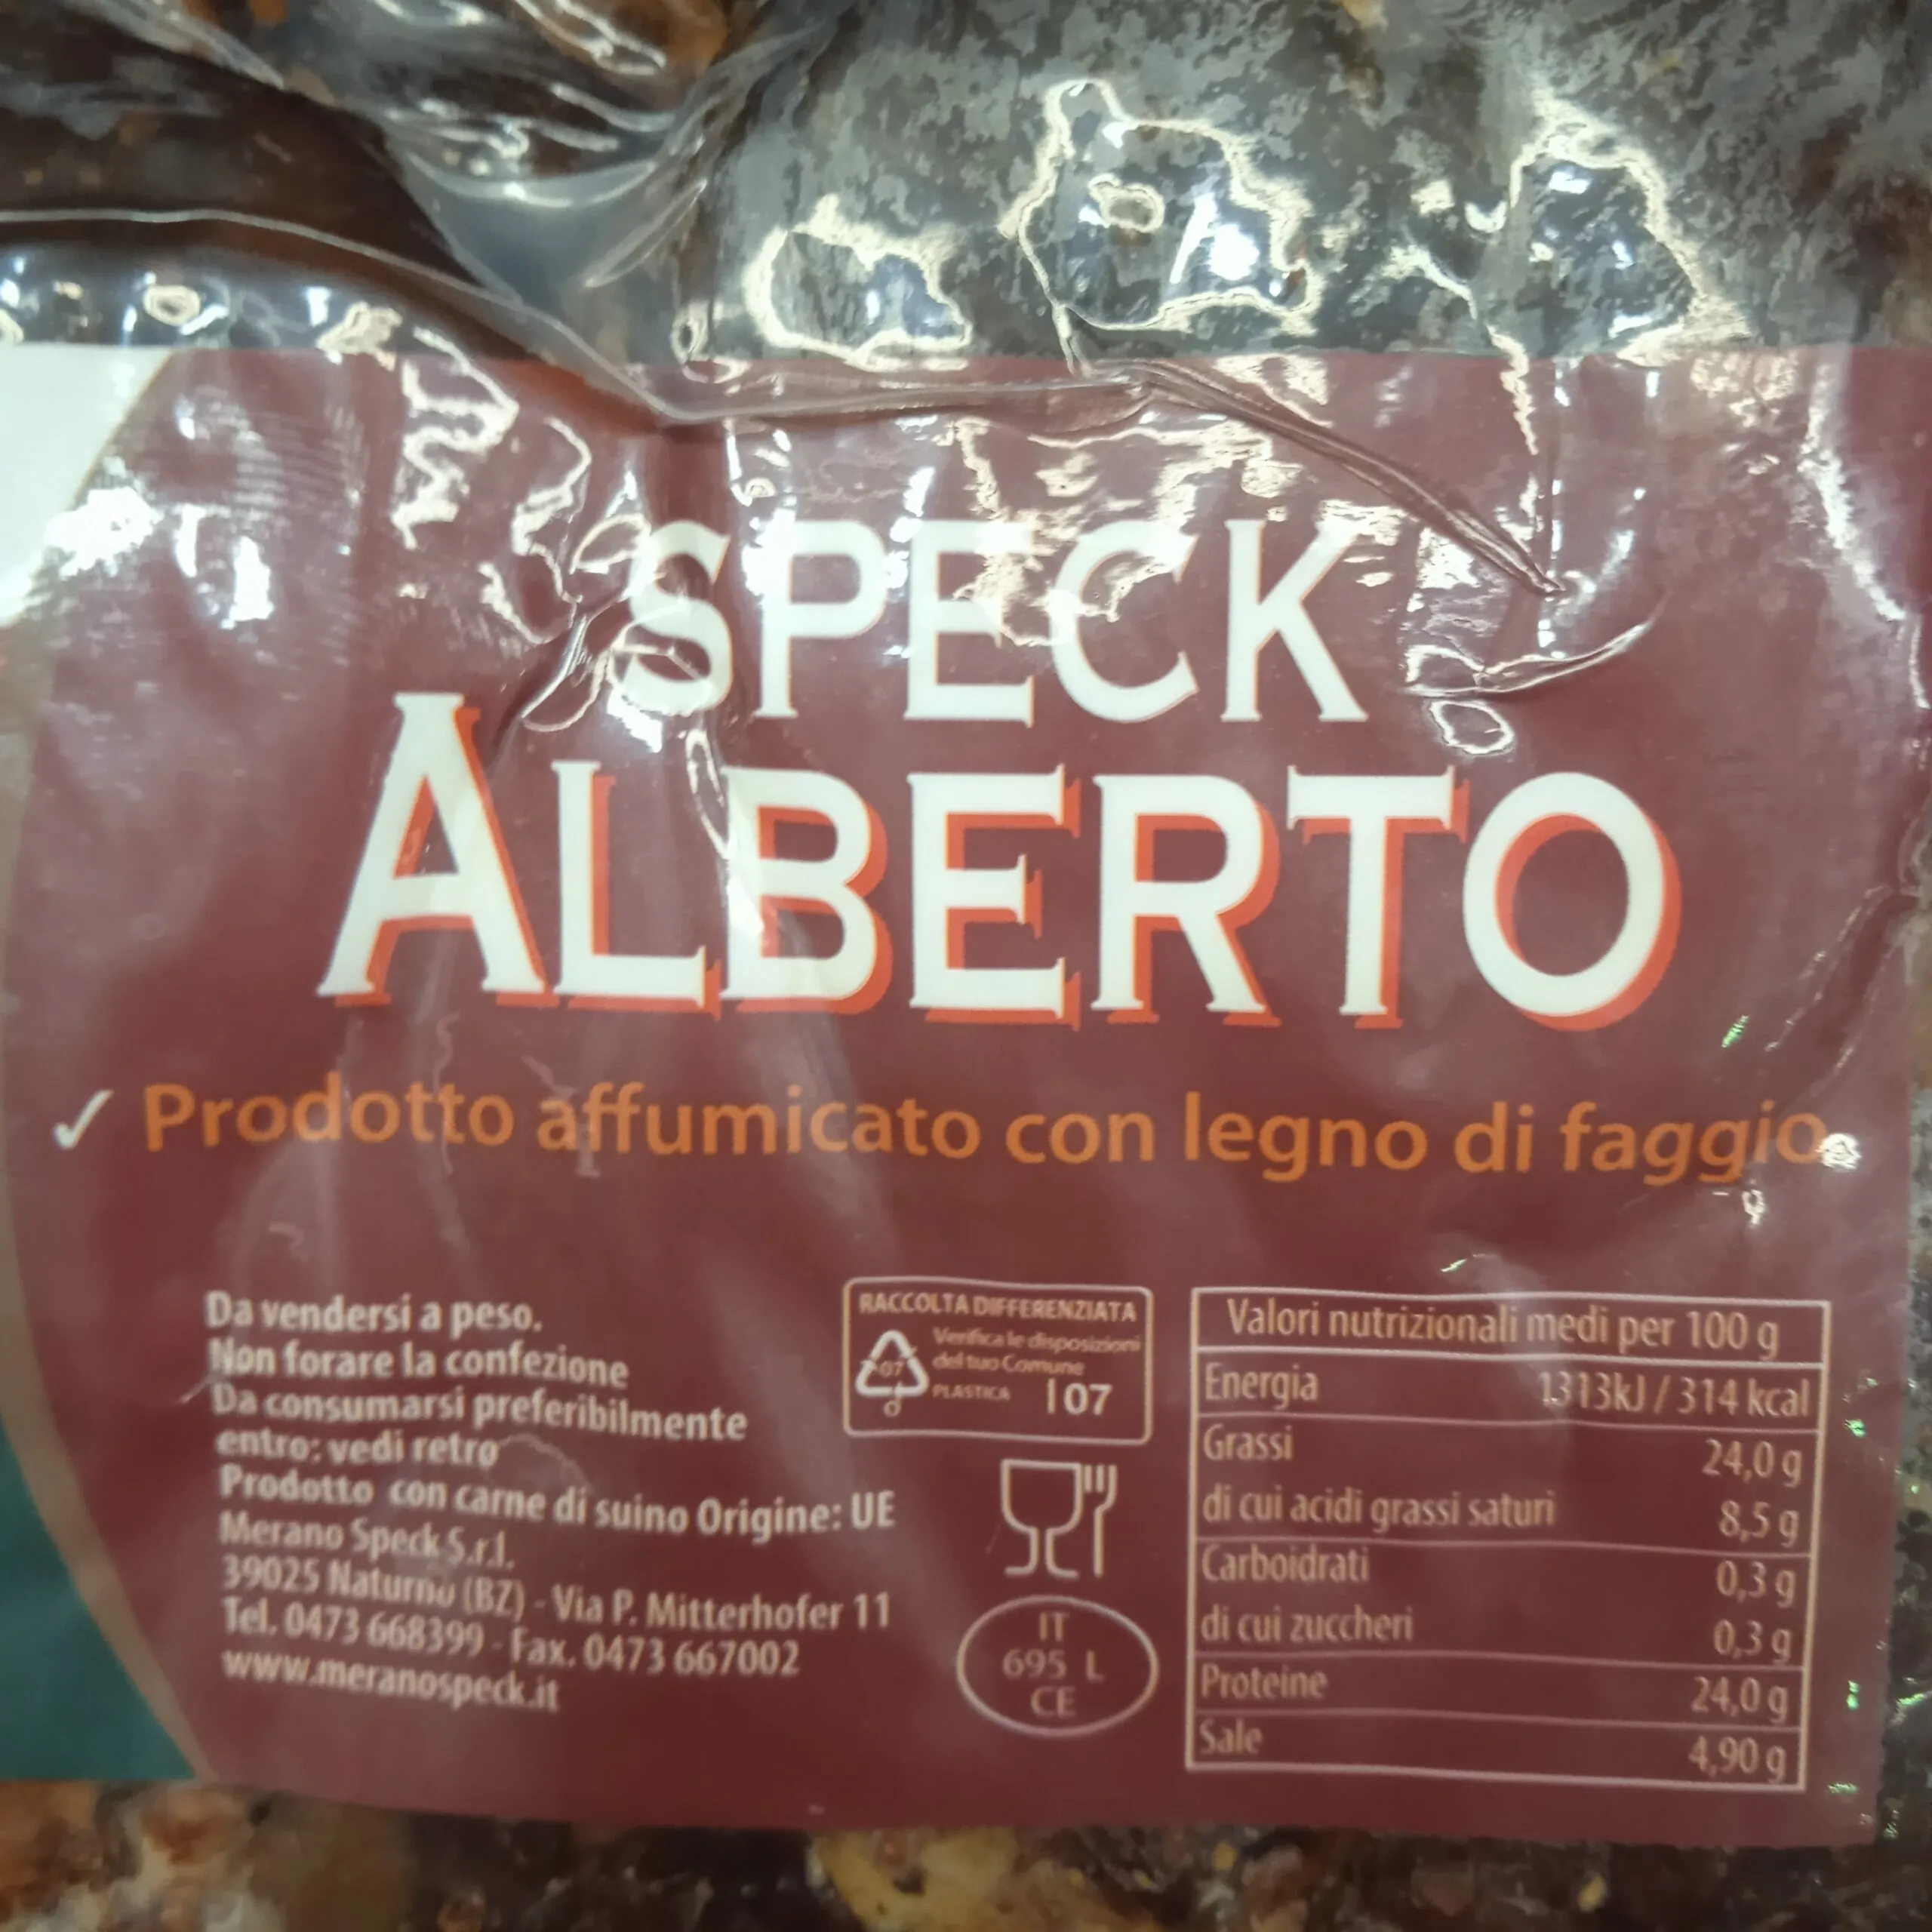 SPECK
ALBERTO
✓ Prodotto affumicato con legno di faggio
Da vendersi a peso.
Non forare la confezione
Da consumarsi preferibilmente
entro: vedi retro
Prodotto con carne di suino Origine: UE
Merano Speck S.r.l.
39025 Naturno (BZ) - Via P. Mitterhofer 11
Tel. 0473 668399 - Fax. 0473 667002
www.meranospeck.it
RACCOLTA DIFFERENZIATA
Verifica le disposizioni
del tuo Comune
07
PLASTICA 107
IT
695 L
CE
Valori nutrizionali medi per 100 g
Energia 1313kJ / 314 kcal
Grassi 24,0 g
di cui acidi grassi saturi 8,5 g
Carboidrati 0,3 g
di cui zuccheri 0,3 g
Proteine 24,0 g
Sale 4,90 g